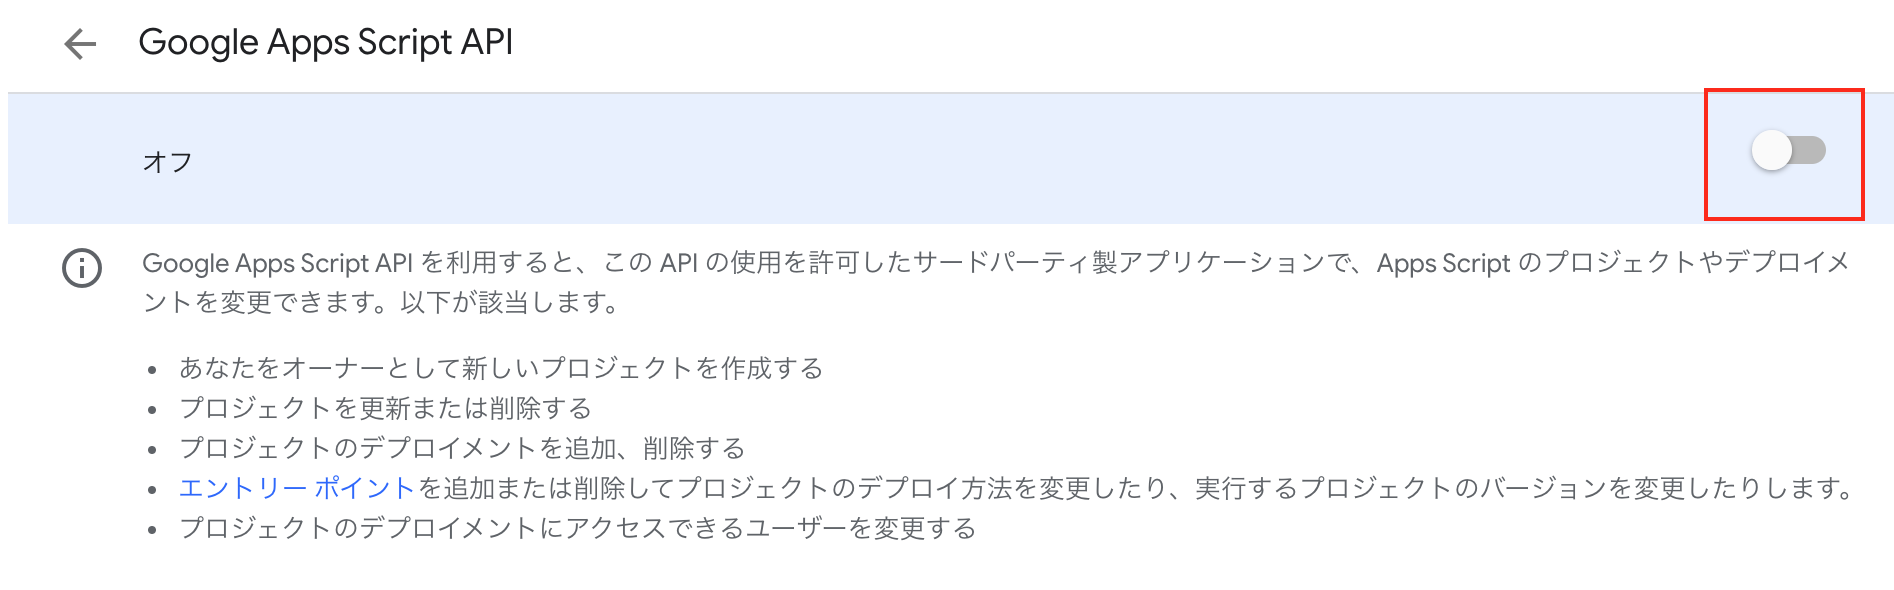 Google Apps Script API
オフ
Google Apps Script API を利用すると、この API の使用を許可したサードパーティ製アプリケーションで、Apps Script のプロジェクトやデプロイメ
ントを変更できます。以下が該当します。
• あなたをオーナーとして新しいプロジェクトを作成する
• プロジェクトを更新または削除する
• プロジェクトのデプロイメントを追加、削除する
• エントリー ポイントを追加または削除してプロジェクトのデプロイ方法を変更したり、実行するプロジェクトのバージョンを変更したりします。
• プロジェクトのデプロイメントにアクセスできるユーザーを変更する